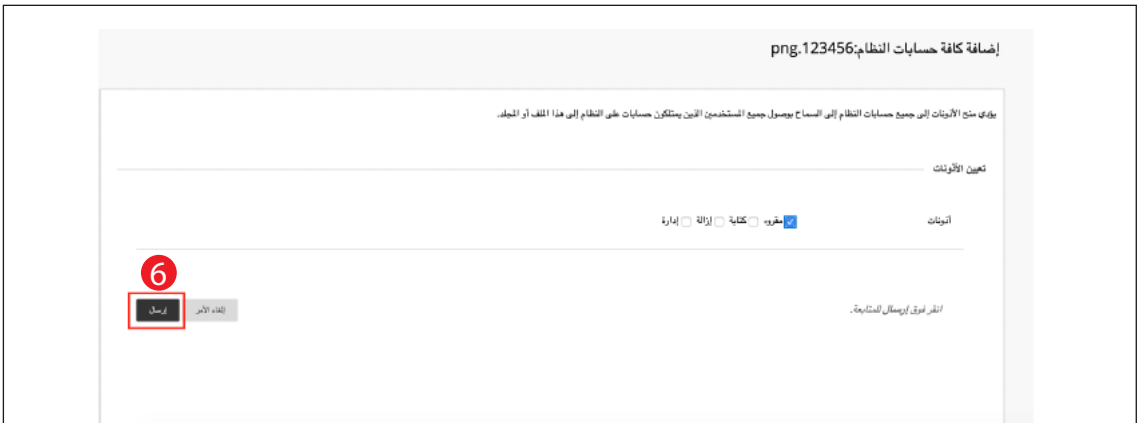 إضافة كافة حسابات النظام:png.123456
يؤدي منح الأذونات إلى جميع حسابات النظام إلى السماح بوصول جميع المستخدمين الذين يمتلكون حسابات على النظام إلى هذا الملف أو المجلد.
تعيين الأذونات
أذونات مقروء كتابة إزالة إدارة
6
انقر فوق إرسال للمتابعة. إلغاء الأمر إرسال